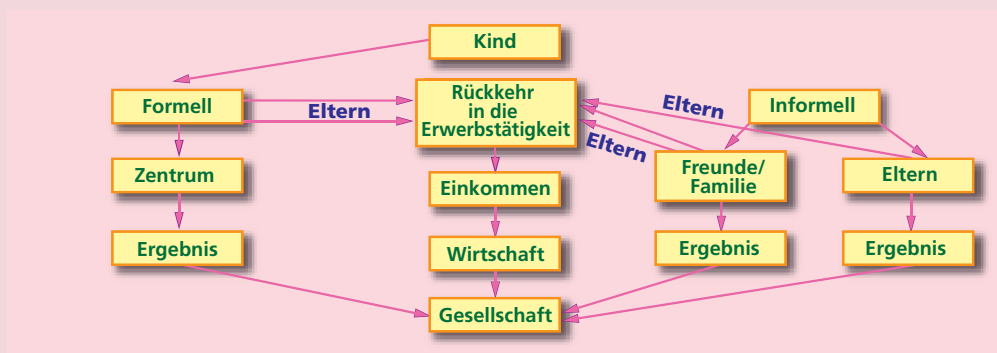 Kind
Formell
Eltern
Rückkehr
in die
Erwerbstätigkeit
Eltern
Eltern
Informell
Zentrum
Einkommen
Freunde/
Familie
Eltern
Ergebnis
Wirtschaft
Ergebnis
Ergebnis
Gesellschaft